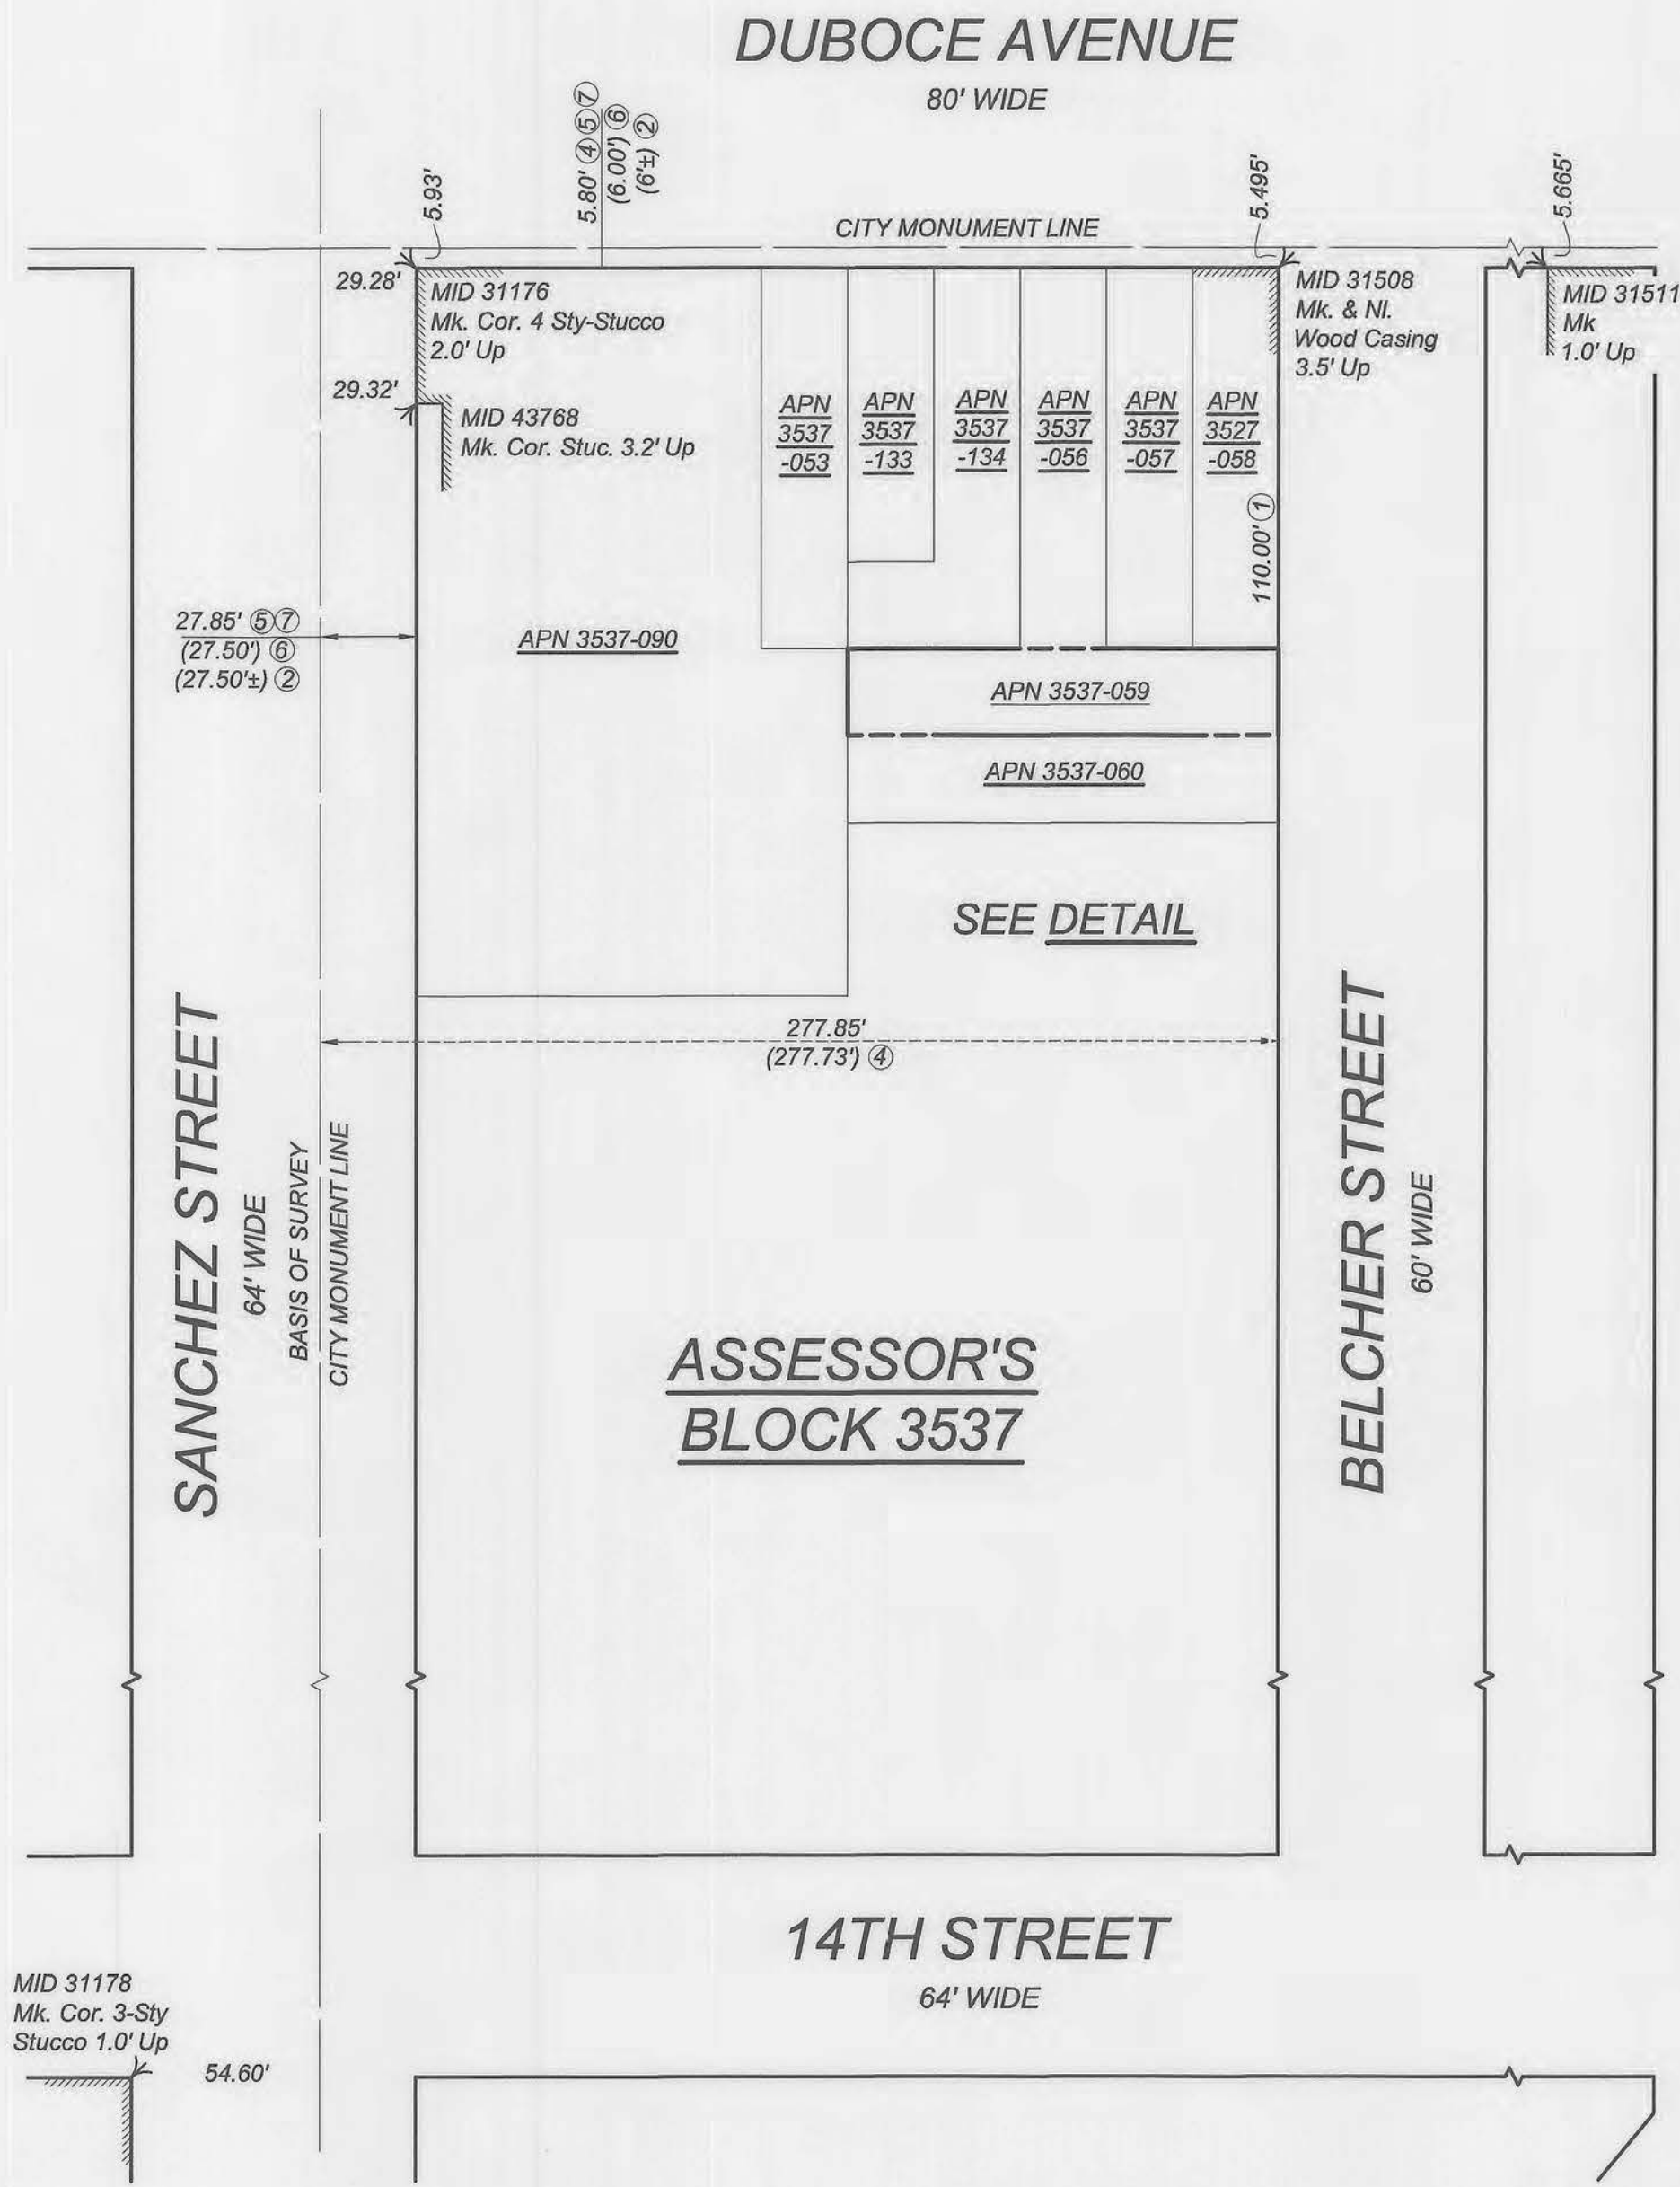 DUBOCE AVENUE
80' WIDE
5.93'
5.80' ④⑤⑦
(6.00') ⑥
(6'±) ②
5.495'
5.665'
CITY MONUMENT LINE
29.28'
MID 31176
Mk. Cor. 4 Sty-Stucco
2.0' Up
29.32'
MID 43768
Mk. Cor. Stuc. 3.2' Up
MID 31508
Mk. & Nl.
Wood Casing
3.5' Up
MID 31511
Mk
1.0' Up
APN
3537
-053
APN
3537
-133
APN
3537
-134
APN
3537
-056
APN
3537
-057
APN
3527
-058
110.00' ①
27.85' ⑤⑦
(27.50') ⑥
(27.50'±) ②
APN 3537-090
APN 3537-059
APN 3537-060
SEE DETAIL
277.85'
(277.73') ④
SANCHEZ STREET
64' WIDE
BASIS OF SURVEY
CITY MONUMENT LINE
ASSESSOR'S
BLOCK 3537
BELCHER STREET
60' WIDE
14TH STREET
64' WIDE
MID 31178
Mk. Cor. 3-Sty
Stucco 1.0' Up
54.60'